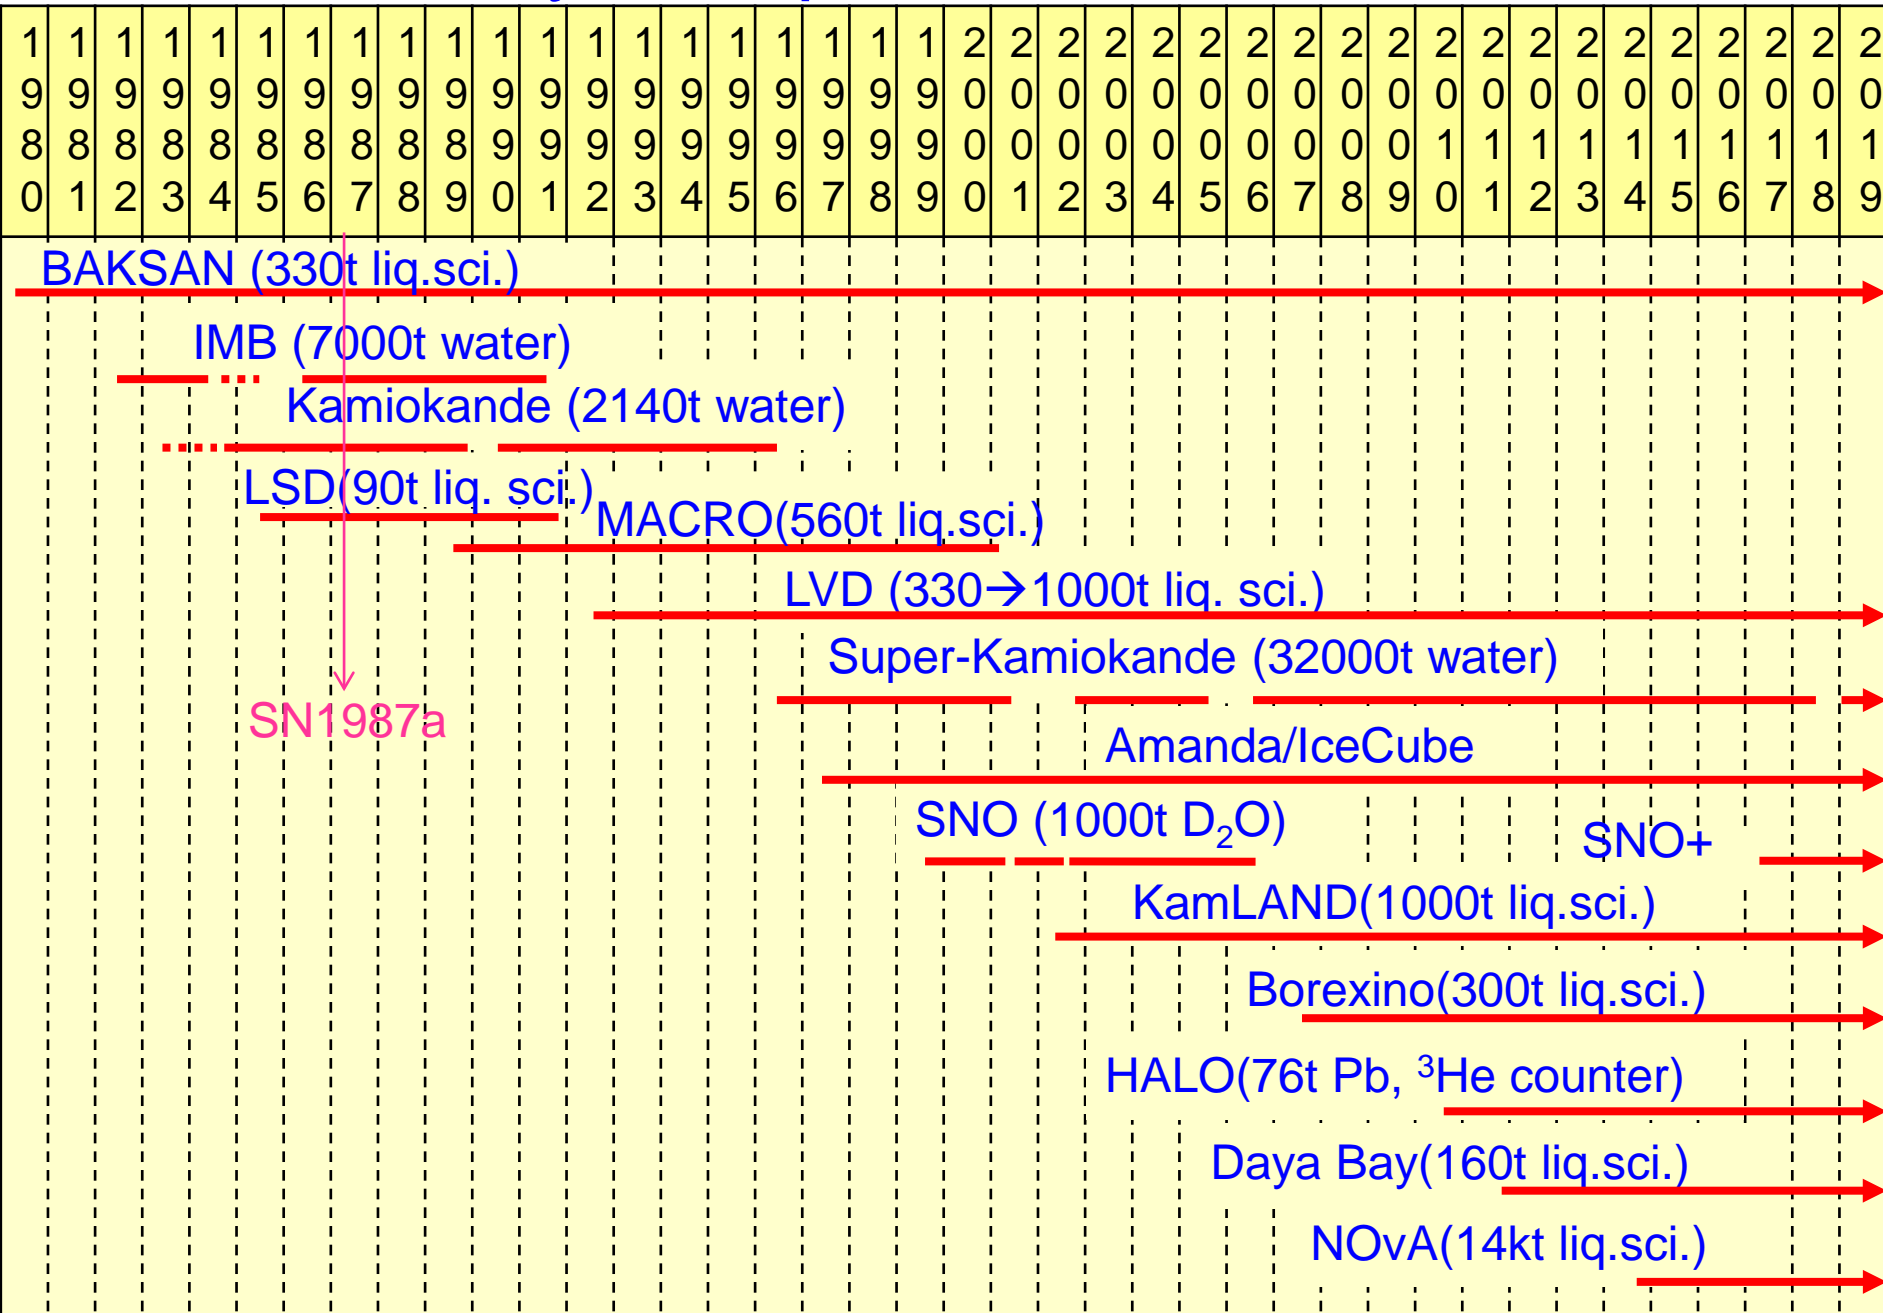 1980 1981 1982 1983 1984 1985 1986 1987 1988 1989 1990 1991 1992 1993 1994 1995 1996 1997 1998 1999 2000 2001 2002 2003 2004 2005 2006 2007 2008 2009 2010 2011 2012 2013 2014 2015 2016 2017 2018 2019
BAKSAN (330t liq.sci.)
IMB (7000t water)
Kamiokande (2140t water)
LSD(90t liq. sci.)
MACRO(560t liq.sci.)
LVD (330→1000t liq. sci.)
Super-Kamiokande (32000t water)
SN1987a
Amanda/IceCube
SNO (1000t D₂O)
SNO+
KamLAND(1000t liq.sci.)
Borexino(300t liq.sci.)
HALO(76t Pb, ³He counter)
Daya Bay(160t liq.sci.)
NOvA(14kt liq.sci.)